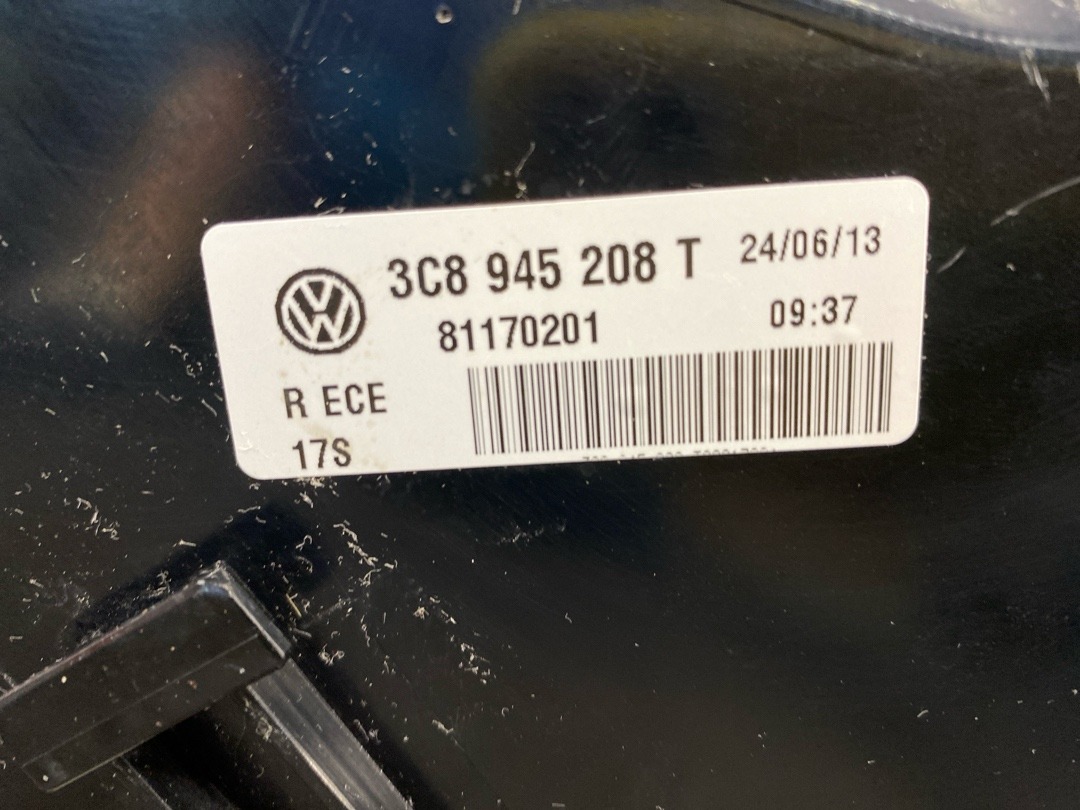 3C8 945 208 T 24/06/13
81170201 09:37
R ECE
17S